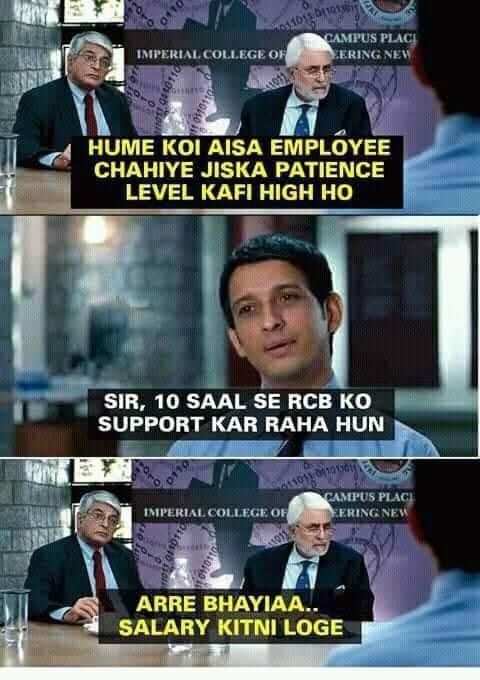 CAMPUS PLACE
IMPERIAL COLLEGE OF
EERING NEW
HUME KOI AISA EMPLOYEE
CHAHIYE JISKA PATIENCE
LEVEL KAFI HIGH HO
SIR, 10 SAAL SE RCB KO
SUPPORT KAR RAHA HUN
CAMPUS PLACE
IMPERIAL COLLEGE OF
EERING NEW
ARRE BHAYIAA..
SALARY KITNI LOGE